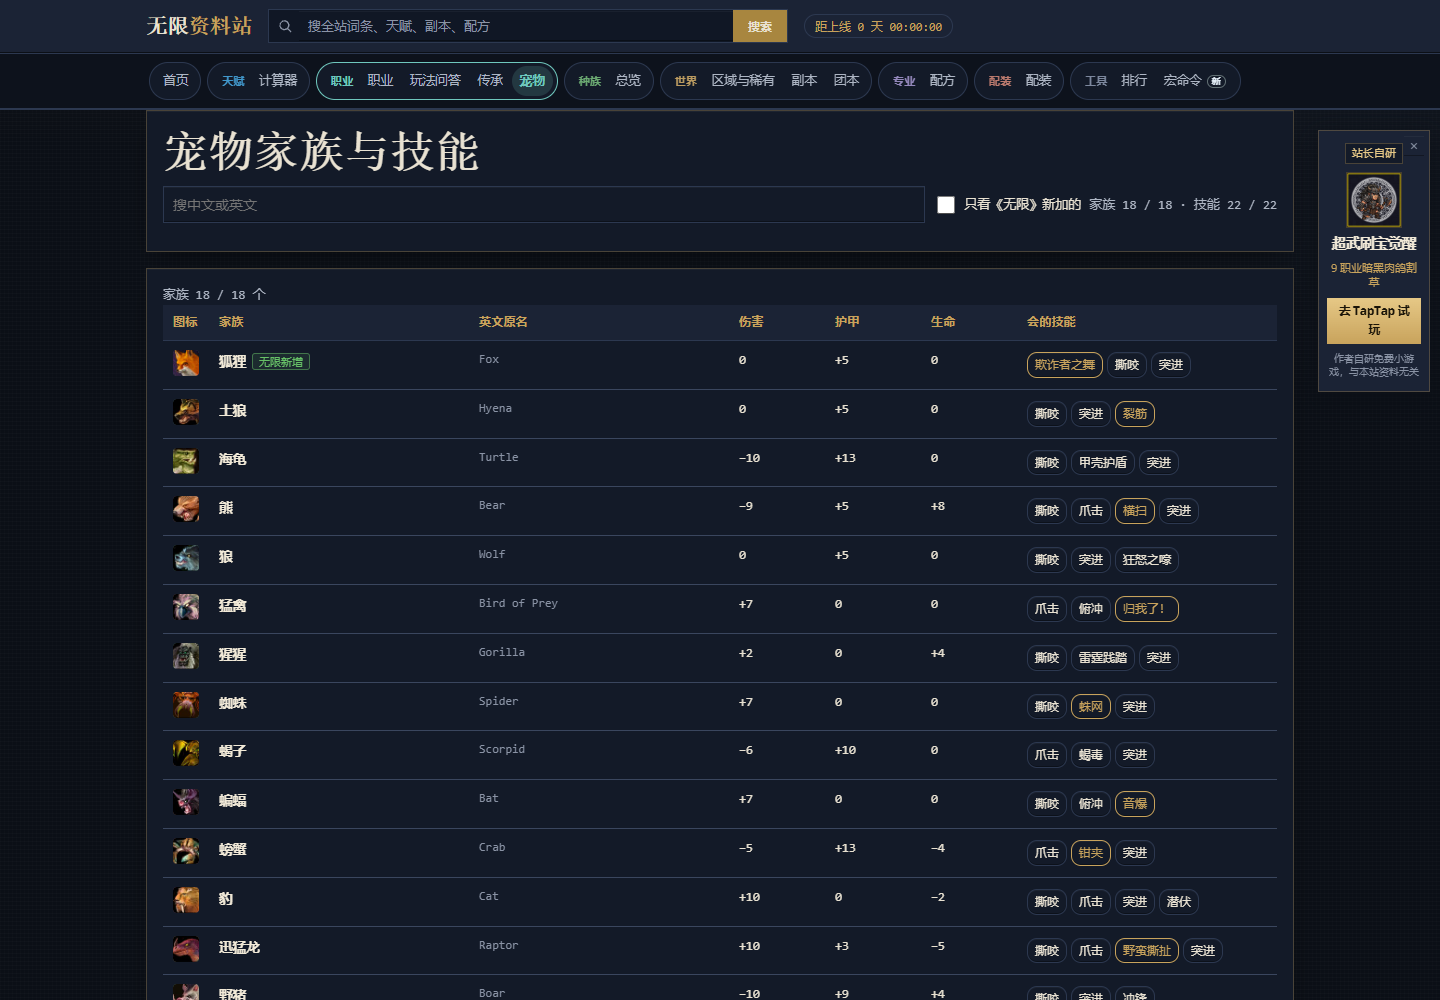 无限资料站 搜全站词条、天赋、副本、配方 搜索 距上线 0 天 00:00:00
首页 天赋 计算器 职业 职业 玩法问答 传承 宠物 种族 总览 世界 区域与稀有 副本 团本 专业 配方 配装 配装 工具 排行 宏命令 新
宠物家族与技能
搜中文或英文 只看《无限》新加的 家族 18 / 18 · 技能 22 / 22
家族 18 / 18 个
图标 家族 英文原名 伤害 护甲 生命 会的技能
狐狸 无限新增 Fox 0 +5 0 欺诈者之舞 撕咬 突进
土狼 Hyena 0 +5 0 撕咬 突进 裂筋
海龟 Turtle −10 +13 0 撕咬 甲壳护盾 突进
熊 Bear −9 +5 +8 撕咬 爪击 横扫 突进
狼 Wolf 0 +5 0 撕咬 突进 狂怒之嚎
猛禽 Bird of Prey +7 0 0 爪击 俯冲 归我了！
猩猩 Gorilla +2 0 +4 撕咬 雷霆践踏 突进
蜘蛛 Spider +7 0 0 撕咬 蛛网 突进
蝎子 Scorpid −6 +10 0 爪击 蝎毒 突进
蝙蝠 Bat +7 0 0 撕咬 俯冲 音爆
螃蟹 Crab −5 +13 −4 爪击 钳夹 突进
豹 Cat +10 0 −2 撕咬 爪击 突进 潜伏
迅猛龙 Raptor +10 +3 −5 撕咬 爪击 野蛮撕扯 突进
野猪 Boar −10 +9 +4 撕咬 突进 冲锋
站长自研 ×
超武刷宝觉醒
9 职业暗黑肉鸽割
草
去 TapTap 试
玩
作者自研免费小游
戏，与本站资料无关